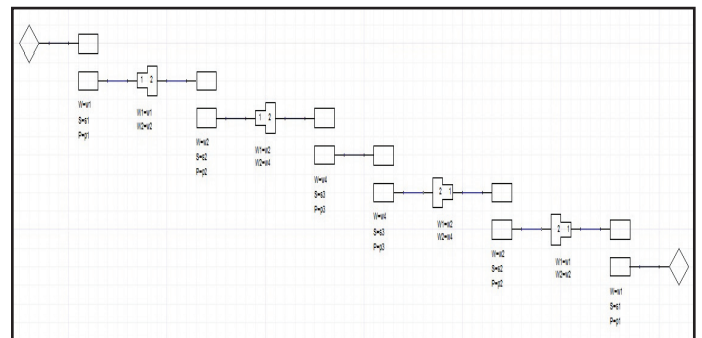 1 2
W=w1
S=s1
P=p1
W1=w1
W2=w2
1 2
W=w2
S=s2
P=p2
W1=w2
W2=w4
W=w4
S=s3
P=p3
2 1
W=w4
S=s3
P=p3
W1=w2
W2=w4
2 1
W=w2
S=s2
P=p2
W1=w1
W2=w2
W=w1
S=s1
P=p1